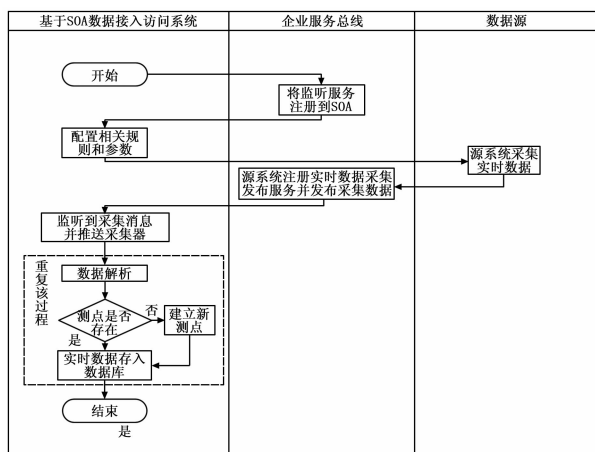 基于SOA数据接入访问系统
企业服务总线
数据源
开始
将监听服务
注册到SOA
配置相关规
则和参数
源系统采集
实时数据
源系统注册实时数据采集
发布服务并发布采集数据
监听到采集消息
并推送采集器
重复该过程
数据解析
测点是否
存在
否
建立新
测点
是
实时数据存入
数据库
结束
是